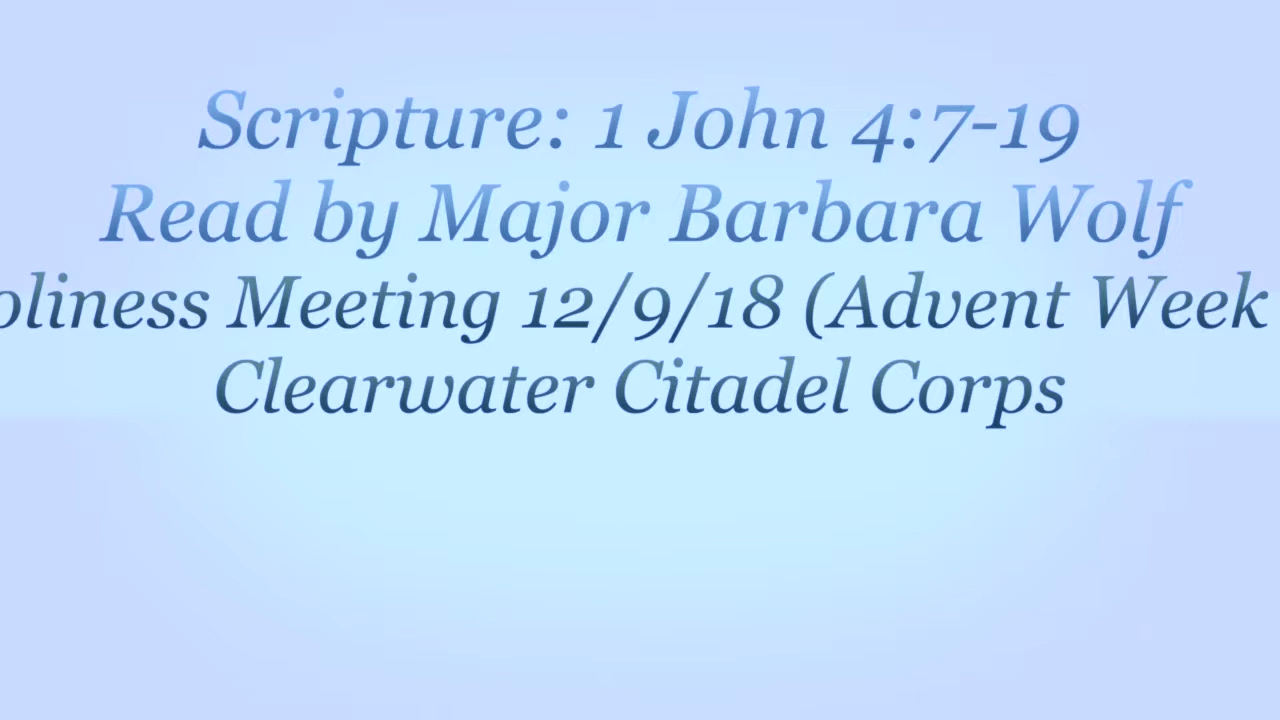 Scripture: 1 John 4:7-19
Read by Major Barbara Wolf
oliness Meeting 12/9/18 (Advent Week
Clearwater Citadel Corps